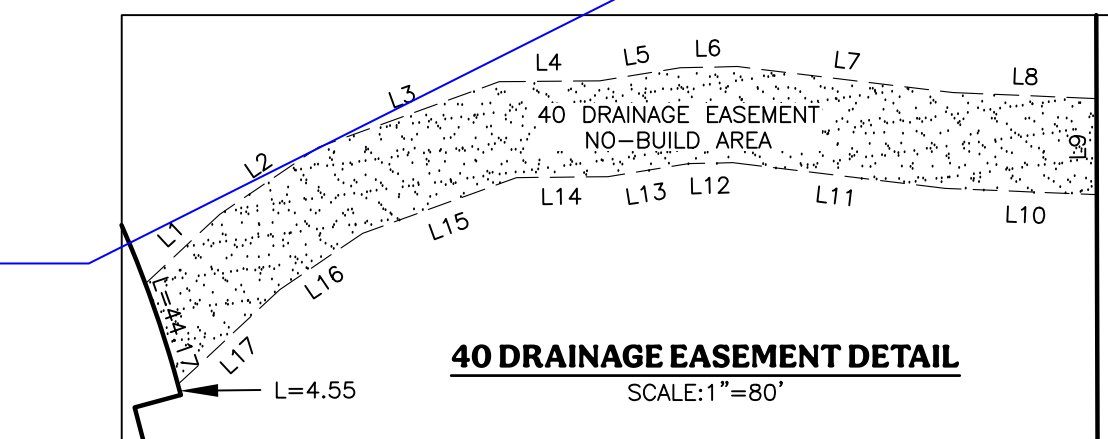 L1
L2
L3
L4
L5
L6
L7
L8
40 DRAINAGE EASEMENT
NO-BUILD AREA
L9
L10
L11
L12
L13
L14
L15
L16
L17
L=44.17
L=4.55
40 DRAINAGE EASEMENT DETAIL
SCALE:1"=80'